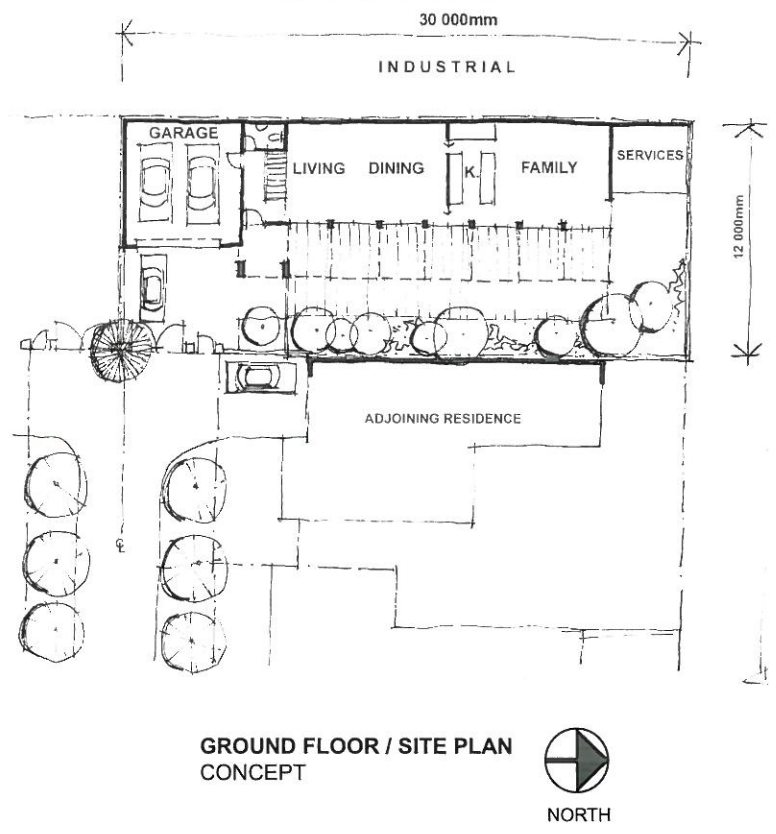 30 000mm
INDUSTRIAL
GARAGE
LIVING
DINING
K.
FAMILY
SERVICES
12 000mm
ADJOINING RESIDENCE
℄
GROUND FLOOR / SITE PLAN
CONCEPT
NORTH